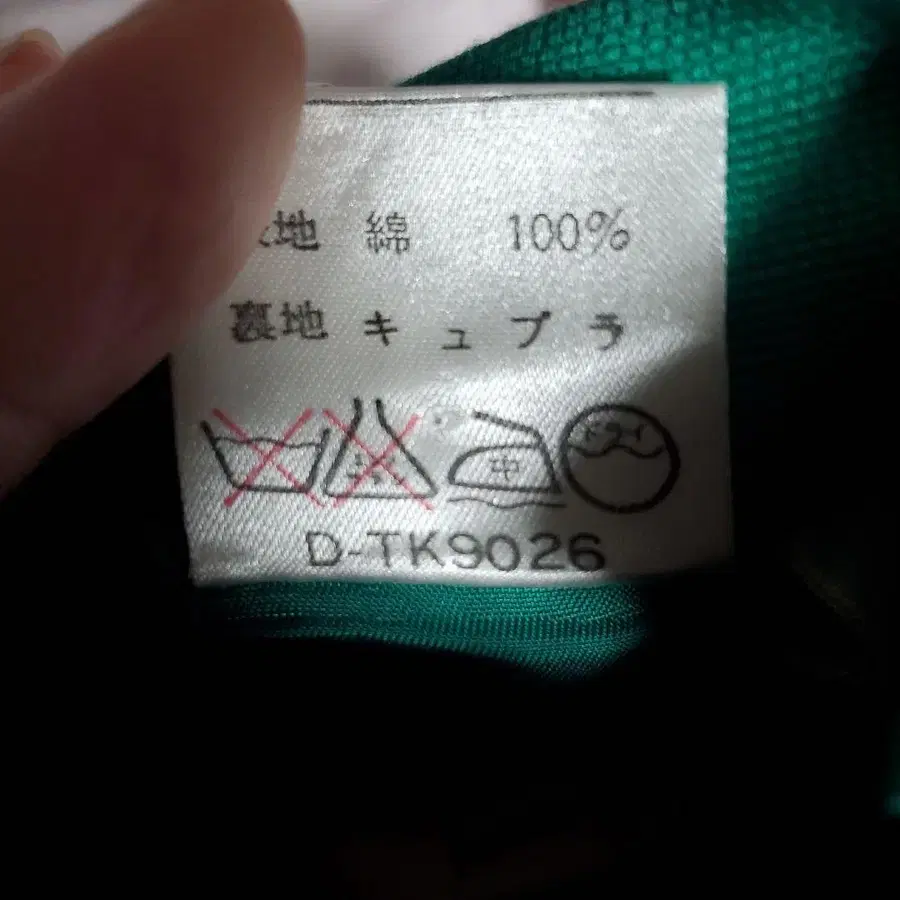 地 綿 100%
裏地 キュプラ
中 ドライ
D-TK9026